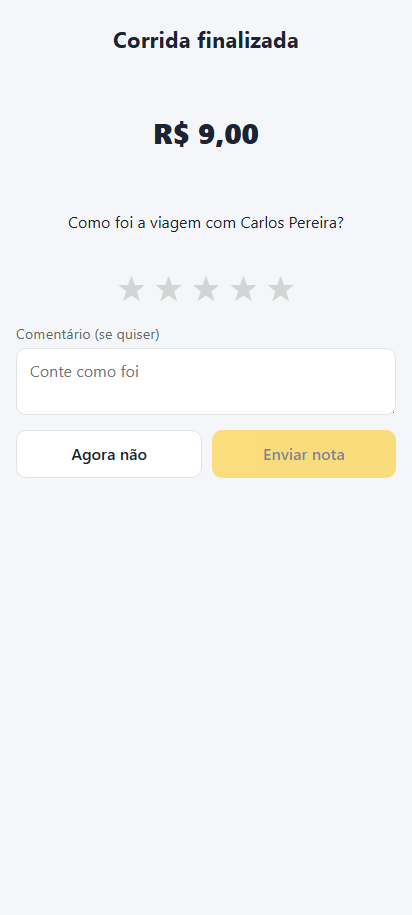 Corrida finalizada
R$ 9,00
Como foi a viagem com Carlos Pereira?
Comentário (se quiser)
Conte como foi
Agora não
Enviar nota